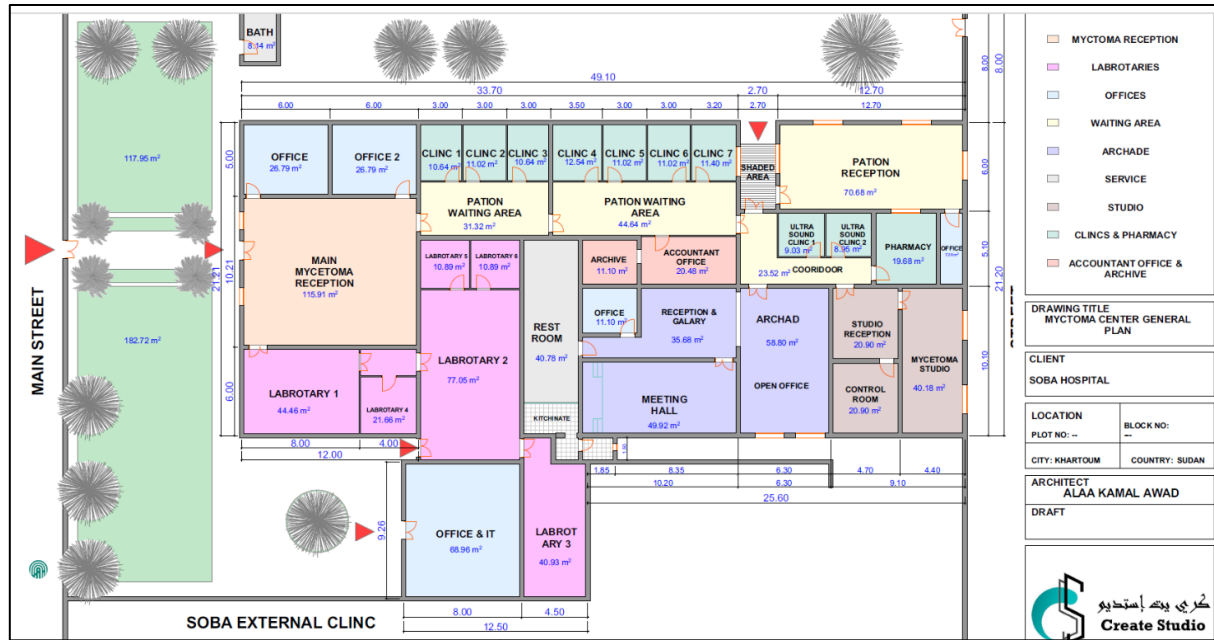 BATH
8.14 m²
49.10
33.70
2.70
12.70
6.00
6.00
3.00
3.00
3.00
3.50
3.00
3.00
3.20
2.70
12.70
8.00
8.00
117.95 m²
5.00
OFFICE
26.79 m²
OFFICE 2
26.79 m²
CLINC 1
10.64 m²
CLINC 2
11.02 m²
CLINC 3
10.64 m²
CLINC 4
12.54 m²
CLINC 5
11.02 m²
CLINC 6
11.02 m²
CLINC 7
11.40 m²
SHADED
AREA
PATION
RECEPTION
70.68 m²
6.00
PATION
WAITING AREA
31.32 m²
PATION WAITING
AREA
44.64 m²
MAIN
MYCETOMA
RECEPTION
115.91 m²
10.21
21.21
LABROTARY 5
10.89 m²
LABROTARY 6
10.89 m²
ARCHIVE
11.10 m²
ACCOUNTANT
OFFICE
20.48 m²
ULTRA
SOUND
CLINC 1
9.03 m²
ULTRA
SOUND
CLINC 2
8.95 m²
PHARMACY
19.68 m²
OFFICE
5.10
23.52 m²
COORIDOOR
21.20
MAIN STREET
182.72 m²
REST
ROOM
40.78 m²
OFFICE
11.10 m²
RECEPTION &
GALARY
35.68 m²
ARCHAD
58.80 m²
OPEN OFFICE
STUDIO
RECEPTION
20.90 m²
MYCETOMA
STUDIO
40.18 m²
10.10
LABROTARY 2
77.05 m²
LABROTARY 1
44.46 m²
LABROTARY 4
21.66 m²
6.00
KITCHINATE
MEETING
HALL
49.92 m²
CONTROL
ROOM
20.90 m²
8.00
4.00
12.00
1.85
8.35
6.30
4.70
4.40
10.20
6.30
9.10
25.60
9.26
OFFICE & IT
68.96 m²
LABROT
ARY 3
40.93 m²
8.00
4.50
12.50
SOBA EXTERNAL CLINC
MYCTOMA RECEPTION
LABROTARIES
OFFICES
WAITING AREA
ARCHADE
SERVICE
STUDIO
CLINCS & PHARMACY
ACCOUNTANT OFFICE &
ARCHIVE
DRAWING TITLE
MYCTOMA CENTER GENERAL
PLAN
CLIENT
SOBA HOSPITAL
LOCATION
PLOT NO: --
BLOCK NO:
---
CITY: KHARTOUM
COUNTRY: SUDAN
ARCHITECT
ALAA KAMAL AWAD
DRAFT
كري يت إستديو
Create Studio